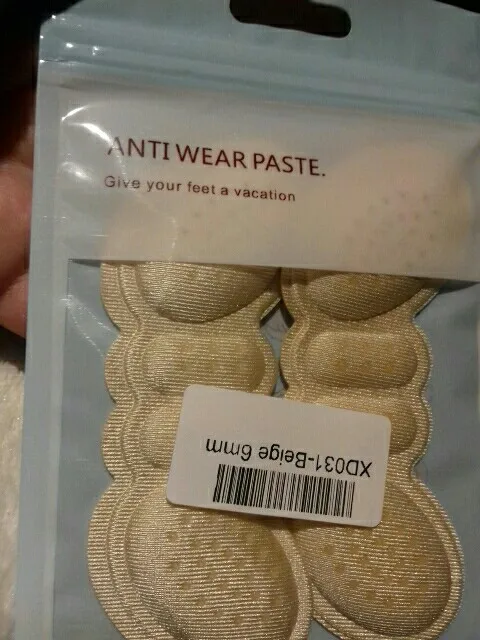 ANTI WEAR PASTE.
Give your feet a vacation
XD031-Beige 6mm